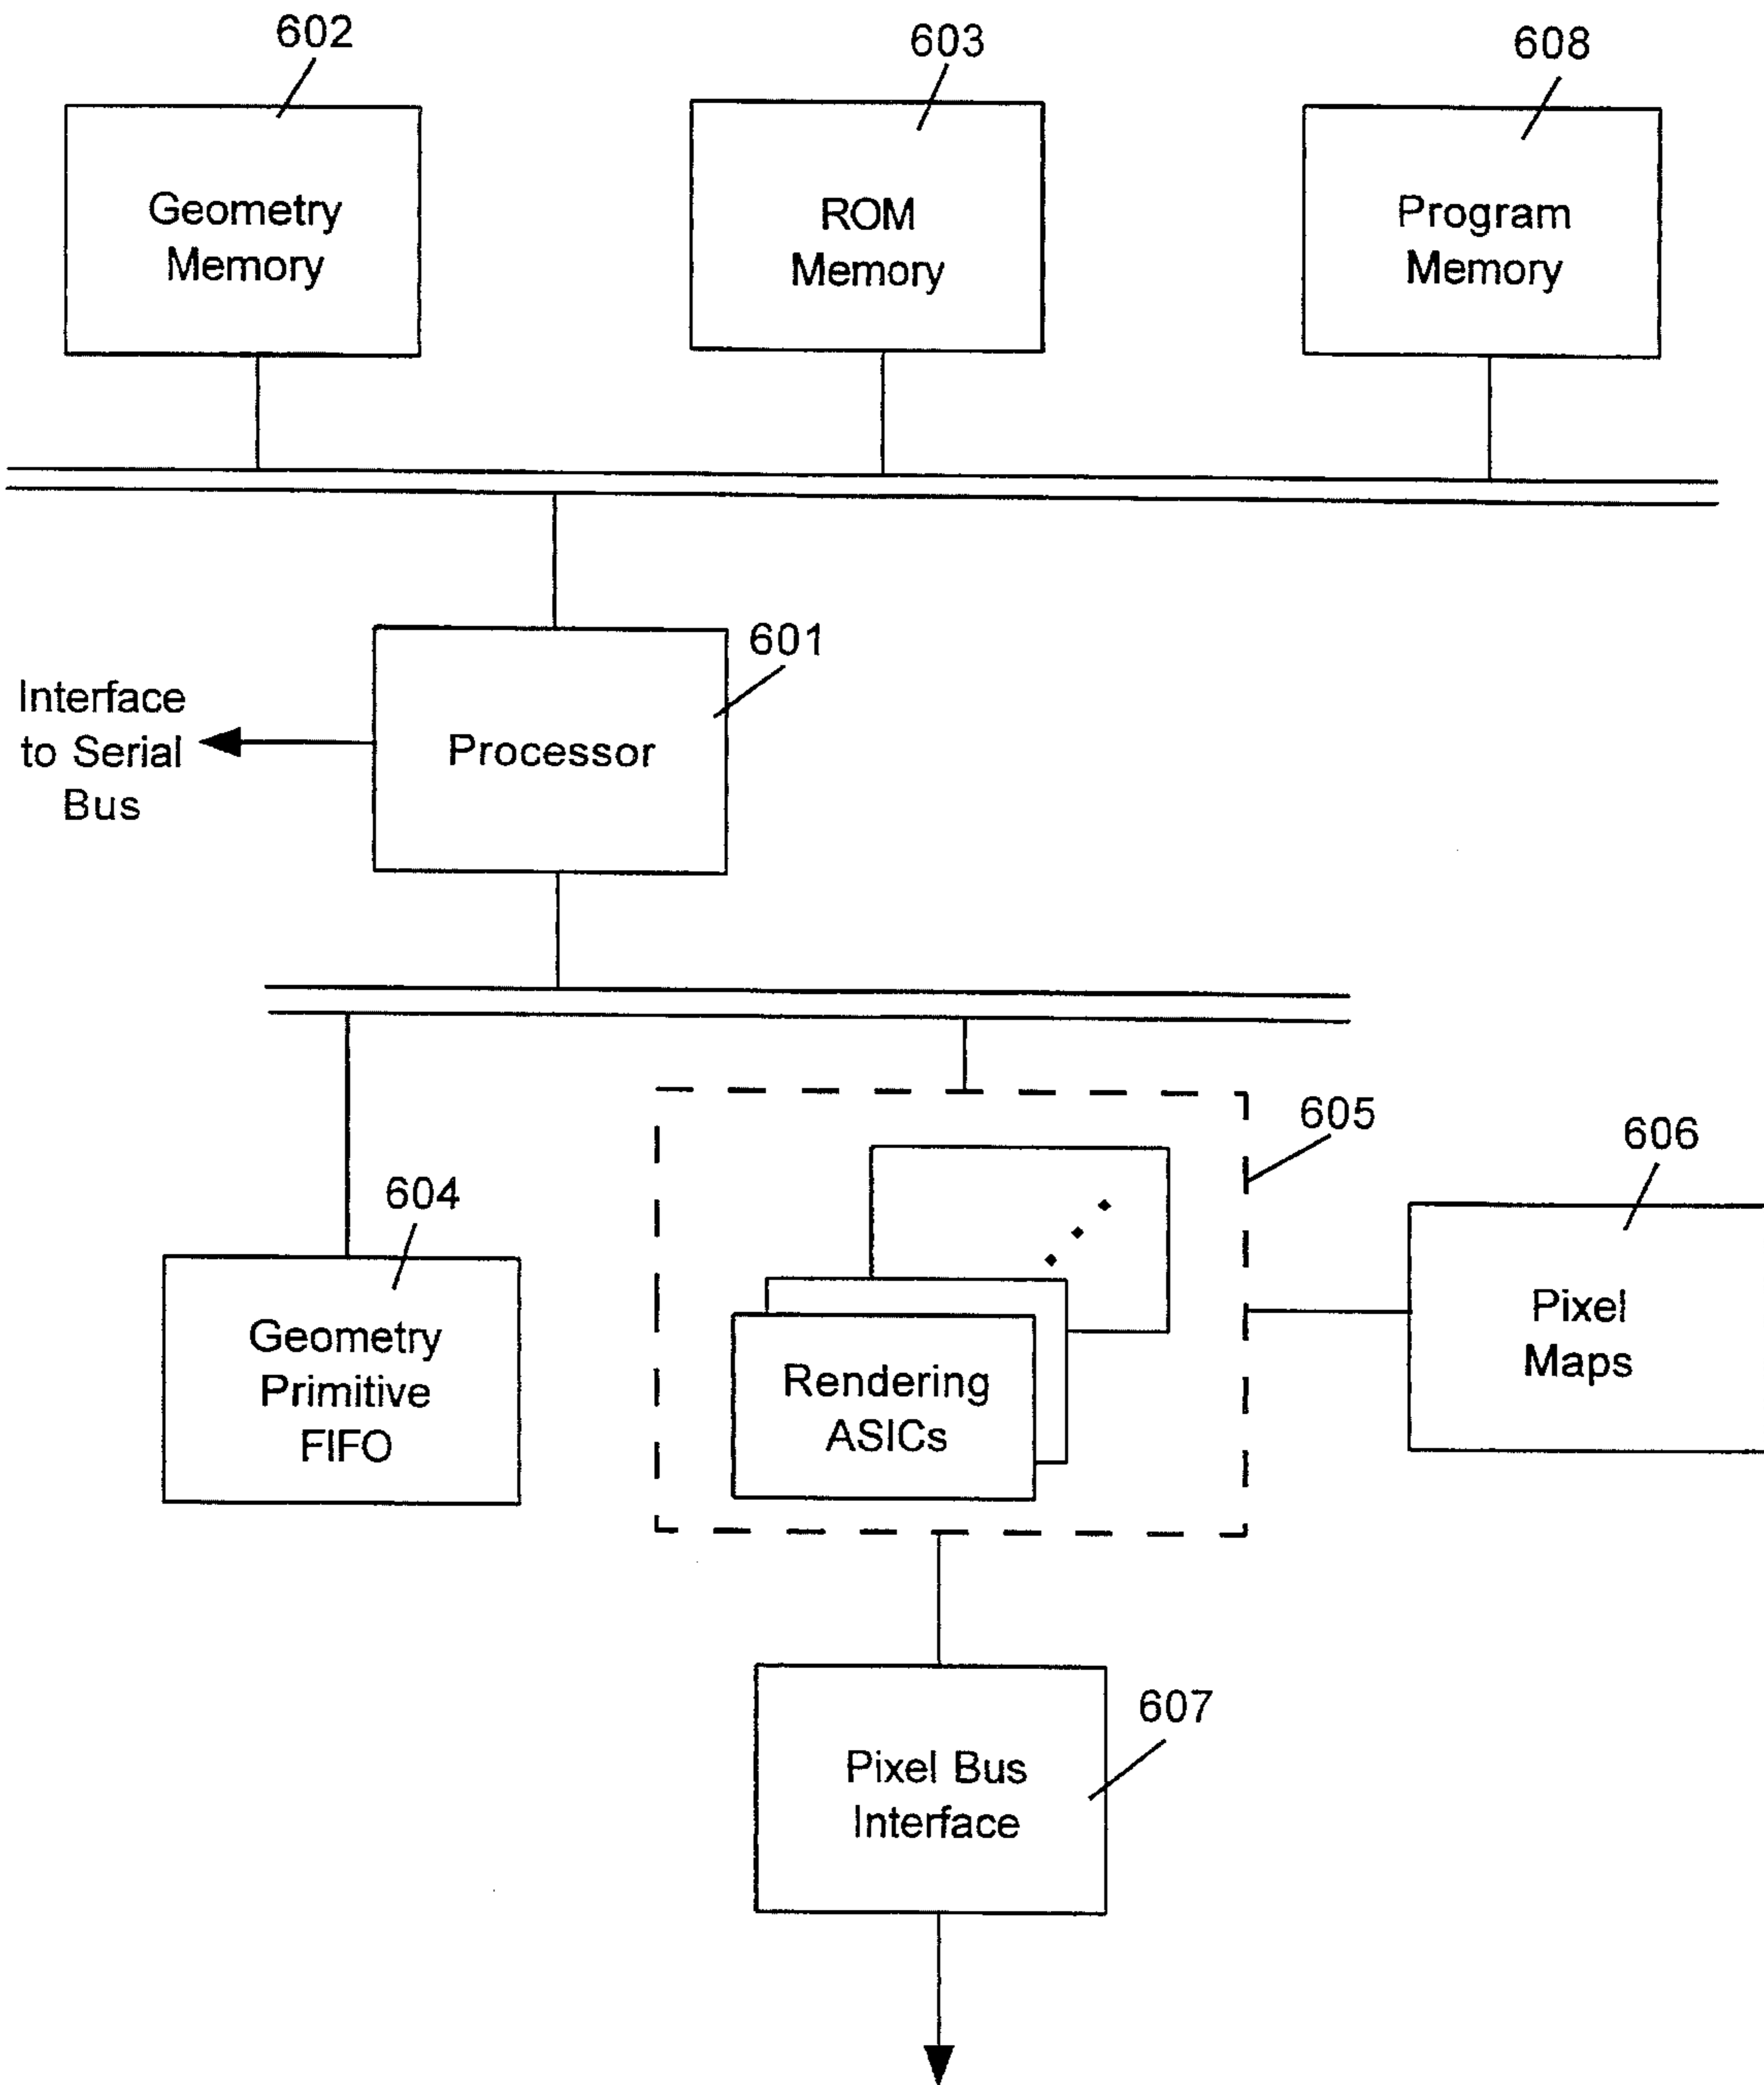 602
603
608
Geometry
Memory
ROM
Memory
Program
Memory
601
Interface
to Serial
Bus
Processor
605
606
604
Geometry
Primitive
FIFO
Rendering
ASICs
Pixel
Maps
607
Pixel Bus
Interface